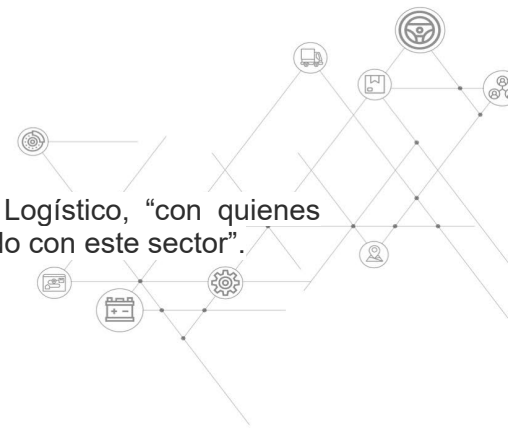 Logístico, “con quienes
lo con este sector”.